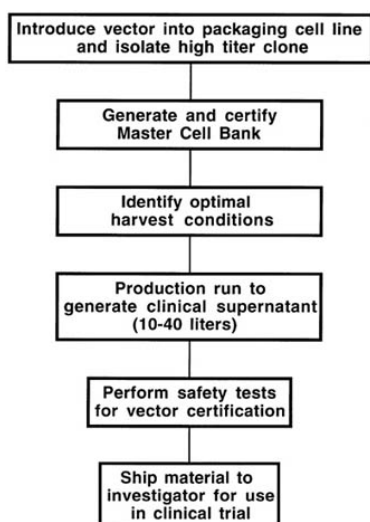 Introduce vector into packaging cell line
and isolate high titer clone
Generate and certify
Master Cell Bank
Identify optimal
harvest conditions
Production run to
generate clinical supernatant
(10-40 liters)
Perform safety tests
for vector certification
Ship material to
investigator for use
in clinical trial